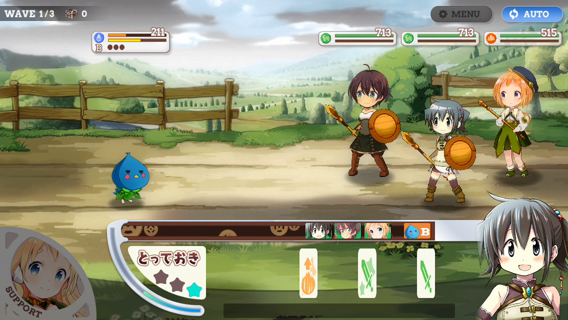 WAVE 1/3 0
MENU
AUTO
211
B
713
713
515
B
とっておき
SUPPORT